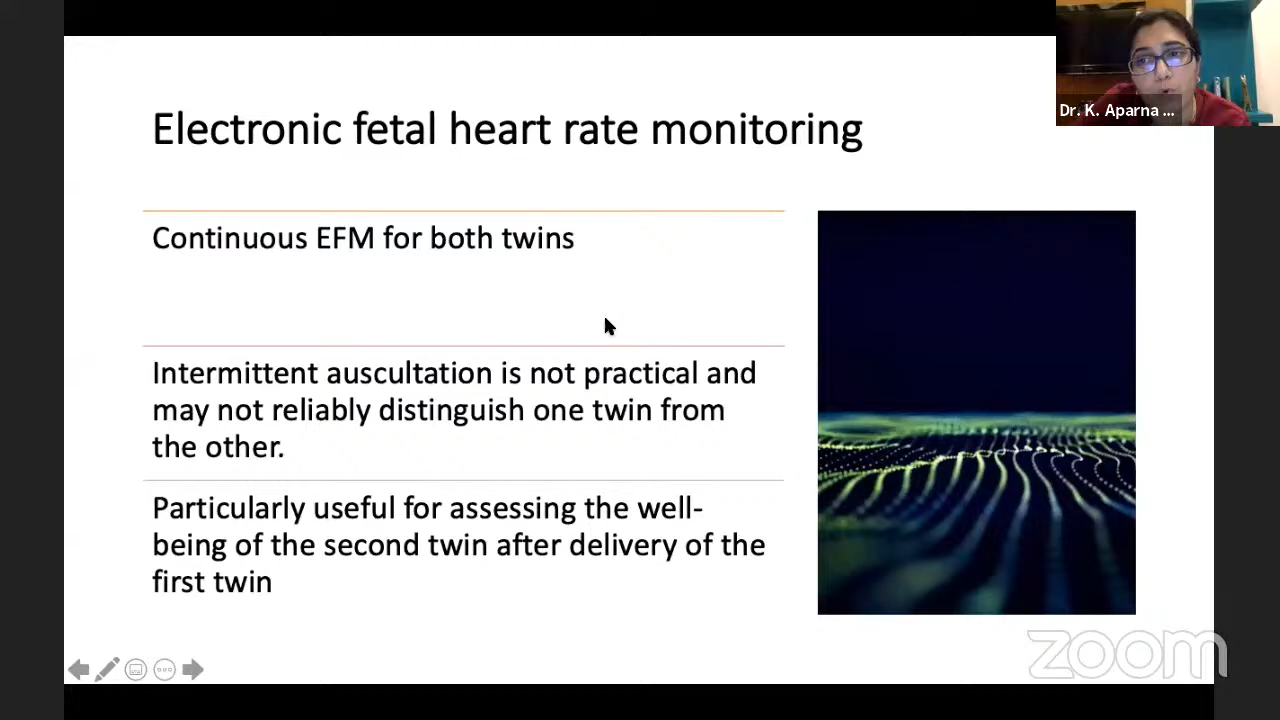 Dr. K. Aparna ...
Electronic fetal heart rate monitoring
Continuous EFM for both twins
Intermittent auscultation is not practical and
may not reliably distinguish one twin from
the other.
Particularly useful for assessing the well-
being of the second twin after delivery of the
first twin
zoom